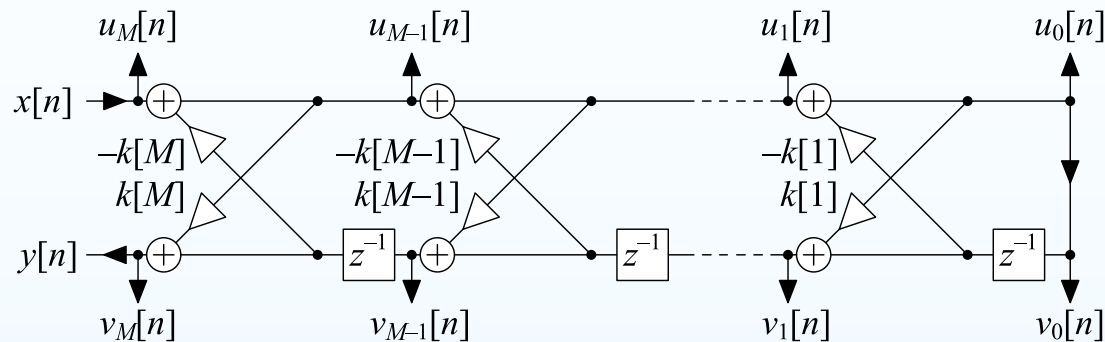 u_M[n] u_{M–1}[n] u_1[n] u_0[n]
x[n] + + +
–k[M] –k[M–1] –k[1]
k[M] k[M–1] k[1]
y[n] + z^{–1} + z^{–1} + z^{–1}
v_M[n] v_{M–1}[n] v_1[n] v_0[n]